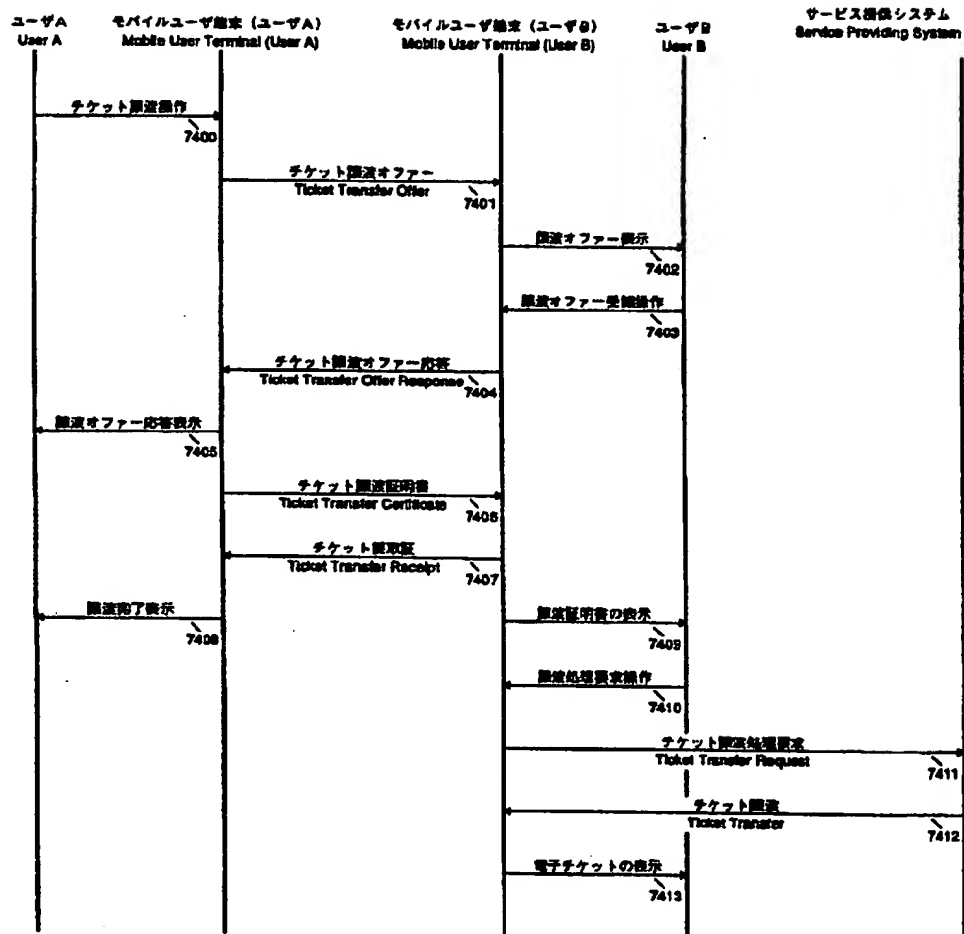 ユーザA
User A
モバイルユーザ端末（ユーザA）
Mobile User Terminal (User A)
モバイルユーザ端末（ユーザB）
Mobile User Terminal (User B)
ユーザB
User B
サービス提供システム
Service Providing System
チケット譲渡操作
7400
チケット譲渡オファー
Ticket Transfer Offer
7401
譲渡オファー表示
7402
譲渡オファー受諾操作
7403
チケット譲渡オファー応答
Ticket Transfer Offer Response
7404
譲渡オファー応答表示
7405
チケット譲渡証明書
Ticket Transfer Certificate
7406
チケット受取証
Ticket Transfer Receipt
7407
譲渡完了表示
7408
譲渡証明書の表示
7409
譲渡処理要求操作
7410
チケット譲渡処理要求
Ticket Transfer Request
7411
チケット譲渡
Ticket Transfer
7412
電子チケットの表示
7413